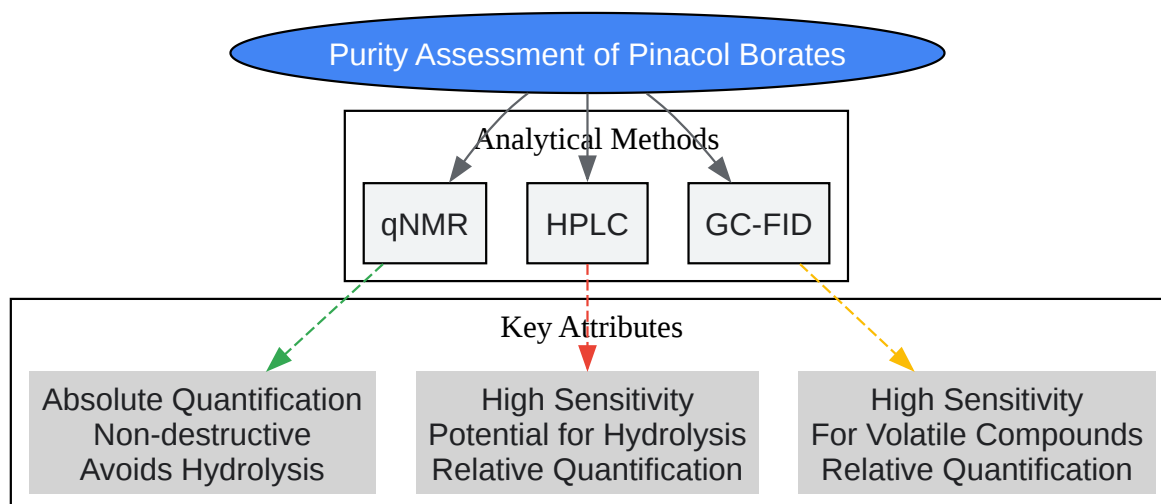 Purity Assessment of Pinacol Borates
Analytical Methods
qNMR
HPLC
GC-FID
Key Attributes
Absolute Quantification
Non-destructive
Avoids Hydrolysis
High Sensitivity
Potential for Hydrolysis
Relative Quantification
High Sensitivity
For Volatile Compounds
Relative Quantification